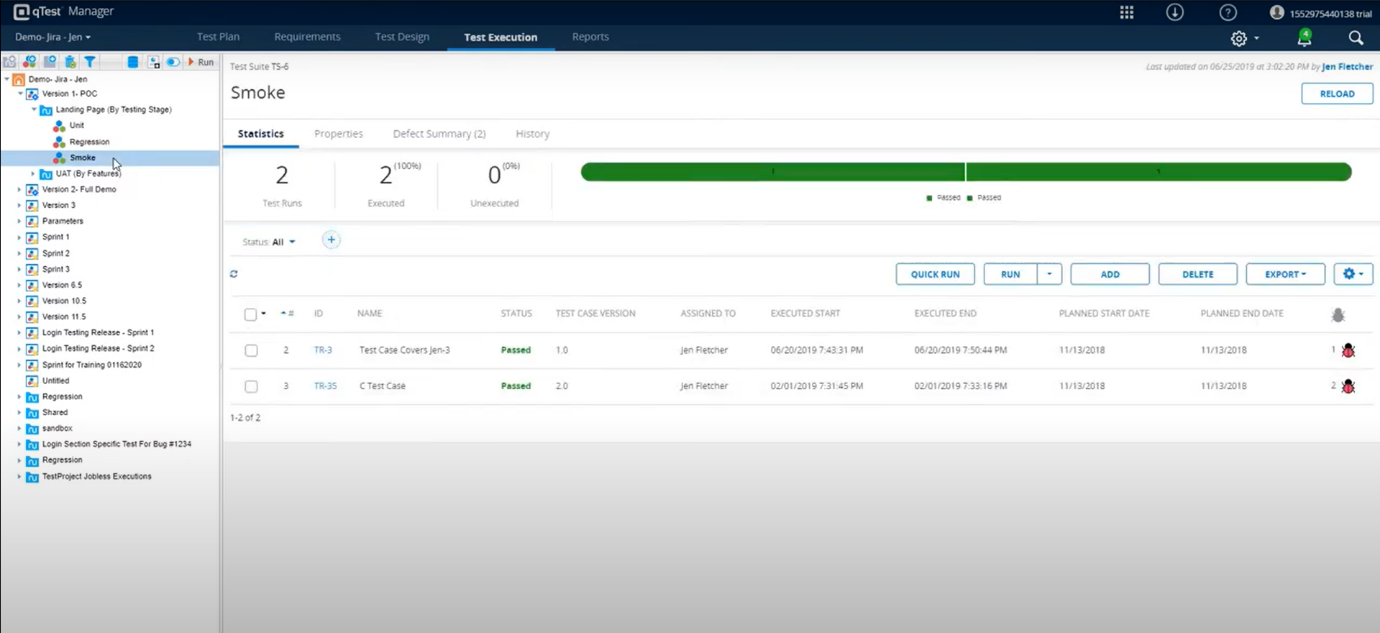 qTest Manager
1552975440138 trial
Demo- Jira - Jen
Test Plan
Requirements
Test Design
Test Execution
Reports
4
Run
Demo- Jira - Jen
Version 1- POC
Landing Page (By Testing Stage)
Unit
Regression
Smoke
UAT (By Features)
Version 2- Full Demo
Version 3
Parameters
Sprint 1
Sprint 2
Sprint 3
Version 6.5
Version 10.5
Version 11.5
Login Testing Release - Sprint 1
Login Testing Release - Sprint 2
Sprint for Training 01162020
Untitled
Regression
Shared
sandbox
Login Section Specific Test For Bug #1234
Regression
TestProject Jobless Executions
Test Suite TS-6
Last updated on 06/25/2019 at 3:02:20 PM by Jen Fletcher
Smoke
RELOAD
Statistics
Properties
Defect Summary (2)
History
2
Test Runs
2 (100%)
Executed
0 (0%)
Unexecuted
1 1
Passed Passed
Status: All
+
QUICK RUN
RUN
ADD
DELETE
EXPORT
# ID NAME STATUS TEST CASE VERSION ASSIGNED TO EXECUTED START EXECUTED END PLANNED START DATE PLANNED END DATE
2 TR-3 Test Case Covers Jen-3 Passed 1.0 Jen Fletcher 06/20/2019 7:43:31 PM 06/20/2019 7:50:44 PM 11/13/2018 11/13/2018 1
3 TR-35 C Test Case Passed 2.0 Jen Fletcher 02/01/2019 7:31:45 PM 02/01/2019 7:33:16 PM 11/13/2018 11/13/2018 2
1-2 of 2